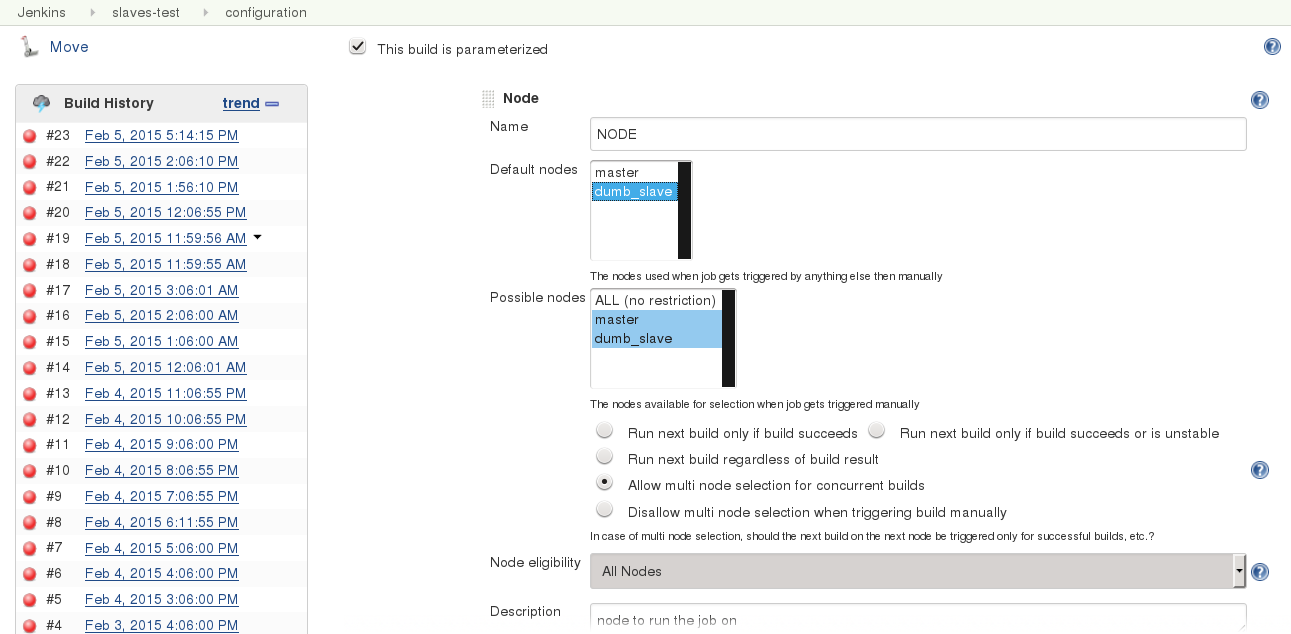 Jenkins slaves-test configuration
Move
This build is parameterized
Build History trend
#23 Feb 5, 2015 5:14:15 PM
#22 Feb 5, 2015 2:06:10 PM
#21 Feb 5, 2015 1:56:10 PM
#20 Feb 5, 2015 12:06:55 PM
#19 Feb 5, 2015 11:59:56 AM
#18 Feb 5, 2015 11:59:55 AM
#17 Feb 5, 2015 3:06:01 AM
#16 Feb 5, 2015 2:06:00 AM
#15 Feb 5, 2015 1:06:00 AM
#14 Feb 5, 2015 12:06:01 AM
#13 Feb 4, 2015 11:06:55 PM
#12 Feb 4, 2015 10:06:55 PM
#11 Feb 4, 2015 9:06:00 PM
#10 Feb 4, 2015 8:06:55 PM
#9 Feb 4, 2015 7:06:55 PM
#8 Feb 4, 2015 6:11:55 PM
#7 Feb 4, 2015 5:06:00 PM
#6 Feb 4, 2015 4:06:00 PM
#5 Feb 4, 2015 3:06:00 PM
#4 Feb 3, 2015 4:06:00 PM
Node
Name NODE
Default nodes master
dumb_slave
The nodes used when job gets triggered by anything else then manually
Possible nodes ALL (no restriction)
master
dumb_slave
The nodes available for selection when job gets triggered manually
Run next build only if build succeeds Run next build only if build succeeds or is unstable
Run next build regardless of build result
Allow multi node selection for concurrent builds
Disallow multi node selection when triggering build manually
In case of multi node selection, should the next build on the next node be triggered only for successful builds, etc.?
Node eligibility All Nodes
Description node to run the job on